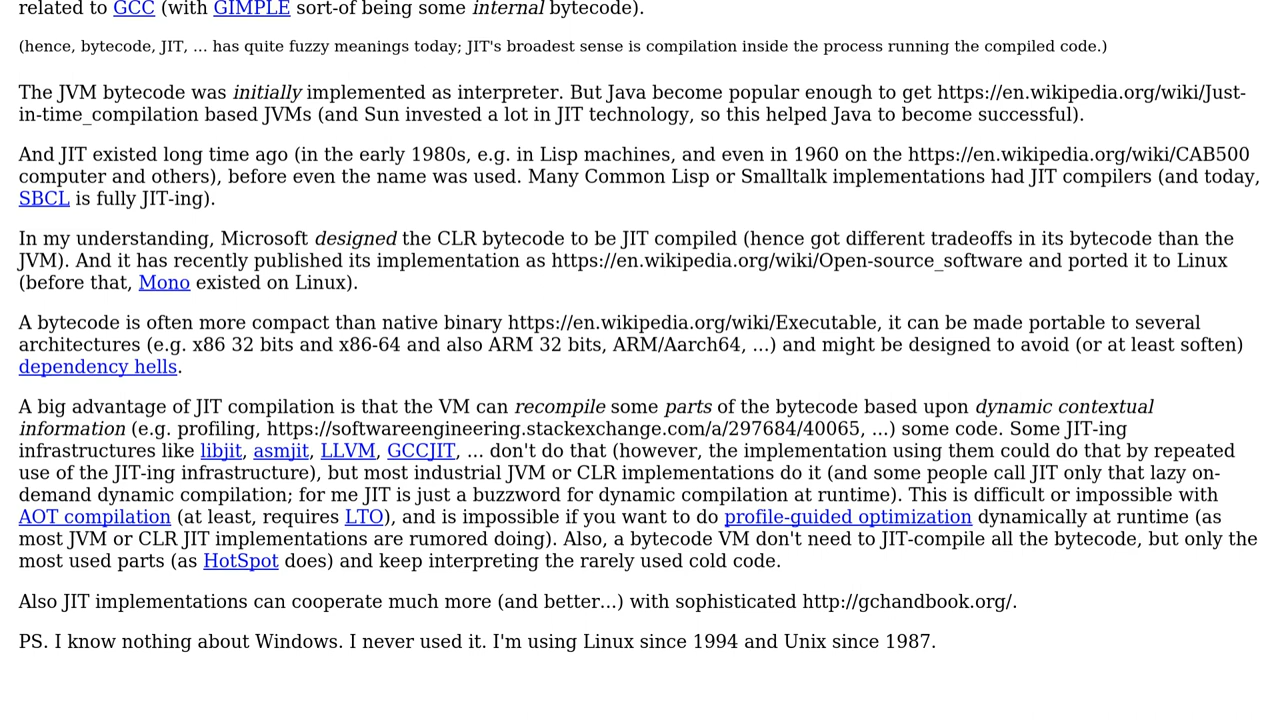 related to GCC (with GIMPLE sort-of being some internal bytecode).
(hence, bytecode, JIT, ... has quite fuzzy meanings today; JIT's broadest sense is compilation inside the process running the compiled code.)
The JVM bytecode was initially implemented as interpreter. But Java become popular enough to get https://en.wikipedia.org/wiki/Just-
in-time_compilation based JVMs (and Sun invested a lot in JIT technology, so this helped Java to become successful).
And JIT existed long time ago (in the early 1980s, e.g. in Lisp machines, and even in 1960 on the https://en.wikipedia.org/wiki/CAB500
computer and others), before even the name was used. Many Common Lisp or Smalltalk implementations had JIT compilers (and today,
SBCL is fully JIT-ing).
In my understanding, Microsoft designed the CLR bytecode to be JIT compiled (hence got different tradeoffs in its bytecode than the
JVM). And it has recently published its implementation as https://en.wikipedia.org/wiki/Open-source_software and ported it to Linux
(before that, Mono existed on Linux).
A bytecode is often more compact than native binary https://en.wikipedia.org/wiki/Executable, it can be made portable to several
architectures (e.g. x86 32 bits and x86-64 and also ARM 32 bits, ARM/Aarch64, ...) and might be designed to avoid (or at least soften)
dependency hells.
A big advantage of JIT compilation is that the VM can recompile some parts of the bytecode based upon dynamic contextual
information (e.g. profiling, https://softwareengineering.stackexchange.com/a/297684/40065, ...) some code. Some JIT-ing
infrastructures like libjit, asmjit, LLVM, GCCJIT, ... don't do that (however, the implementation using them could do that by repeated
use of the JIT-ing infrastructure), but most industrial JVM or CLR implementations do it (and some people call JIT only that lazy on-
demand dynamic compilation; for me JIT is just a buzzword for dynamic compilation at runtime). This is difficult or impossible with
AOT compilation (at least, requires LTO), and is impossible if you want to do profile-guided optimization dynamically at runtime (as
most JVM or CLR JIT implementations are rumored doing). Also, a bytecode VM don't need to JIT-compile all the bytecode, but only the
most used parts (as HotSpot does) and keep interpreting the rarely used cold code.
Also JIT implementations can cooperate much more (and better...) with sophisticated http://gchandbook.org/.
PS. I know nothing about Windows. I never used it. I'm using Linux since 1994 and Unix since 1987.